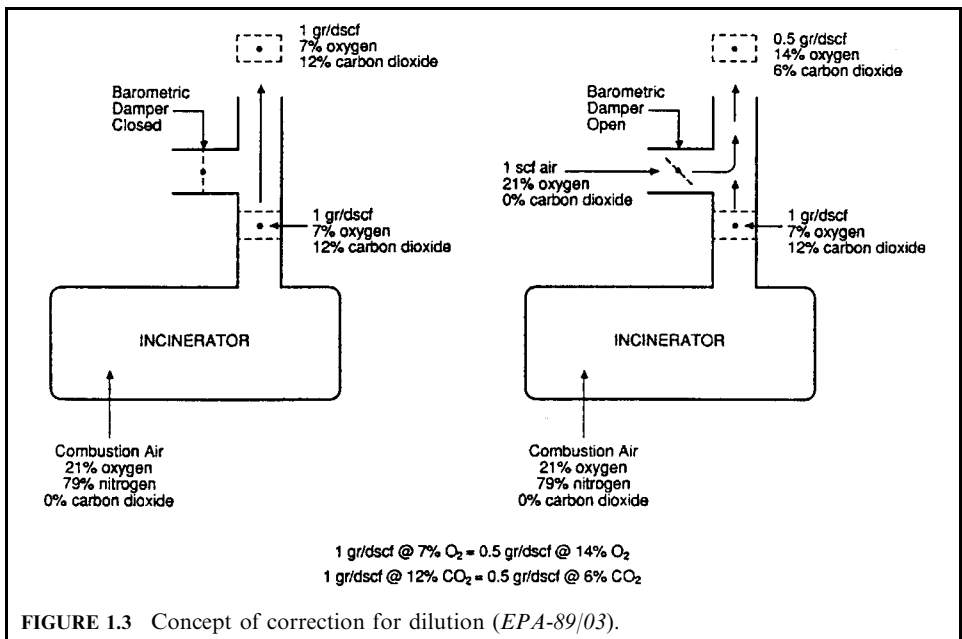 1 gr/dscf
7% oxygen
12% carbon dioxide
Barometric
Damper
Closed
1 gr/dscf
7% oxygen
12% carbon dioxide
INCINERATOR
Combustion Air
21% oxygen
79% nitrogen
0% carbon dioxide
0.5 gr/dscf
14% oxygen
6% carbon dioxide
Barometric
Damper
Open
1 scf air
21% oxygen
0% carbon dioxide
1 gr/dscf
7% oxygen
12% carbon dioxide
INCINERATOR
Combustion Air
21% oxygen
79% nitrogen
0% carbon dioxide
1 gr/dscf @ 7% O₂ = 0.5 gr/dscf @ 14% O₂
1 gr/dscf @ 12% CO₂ = 0.5 gr/dscf @ 6% CO₂
FIGURE 1.3 Concept of correction for dilution (EPA-89/03).